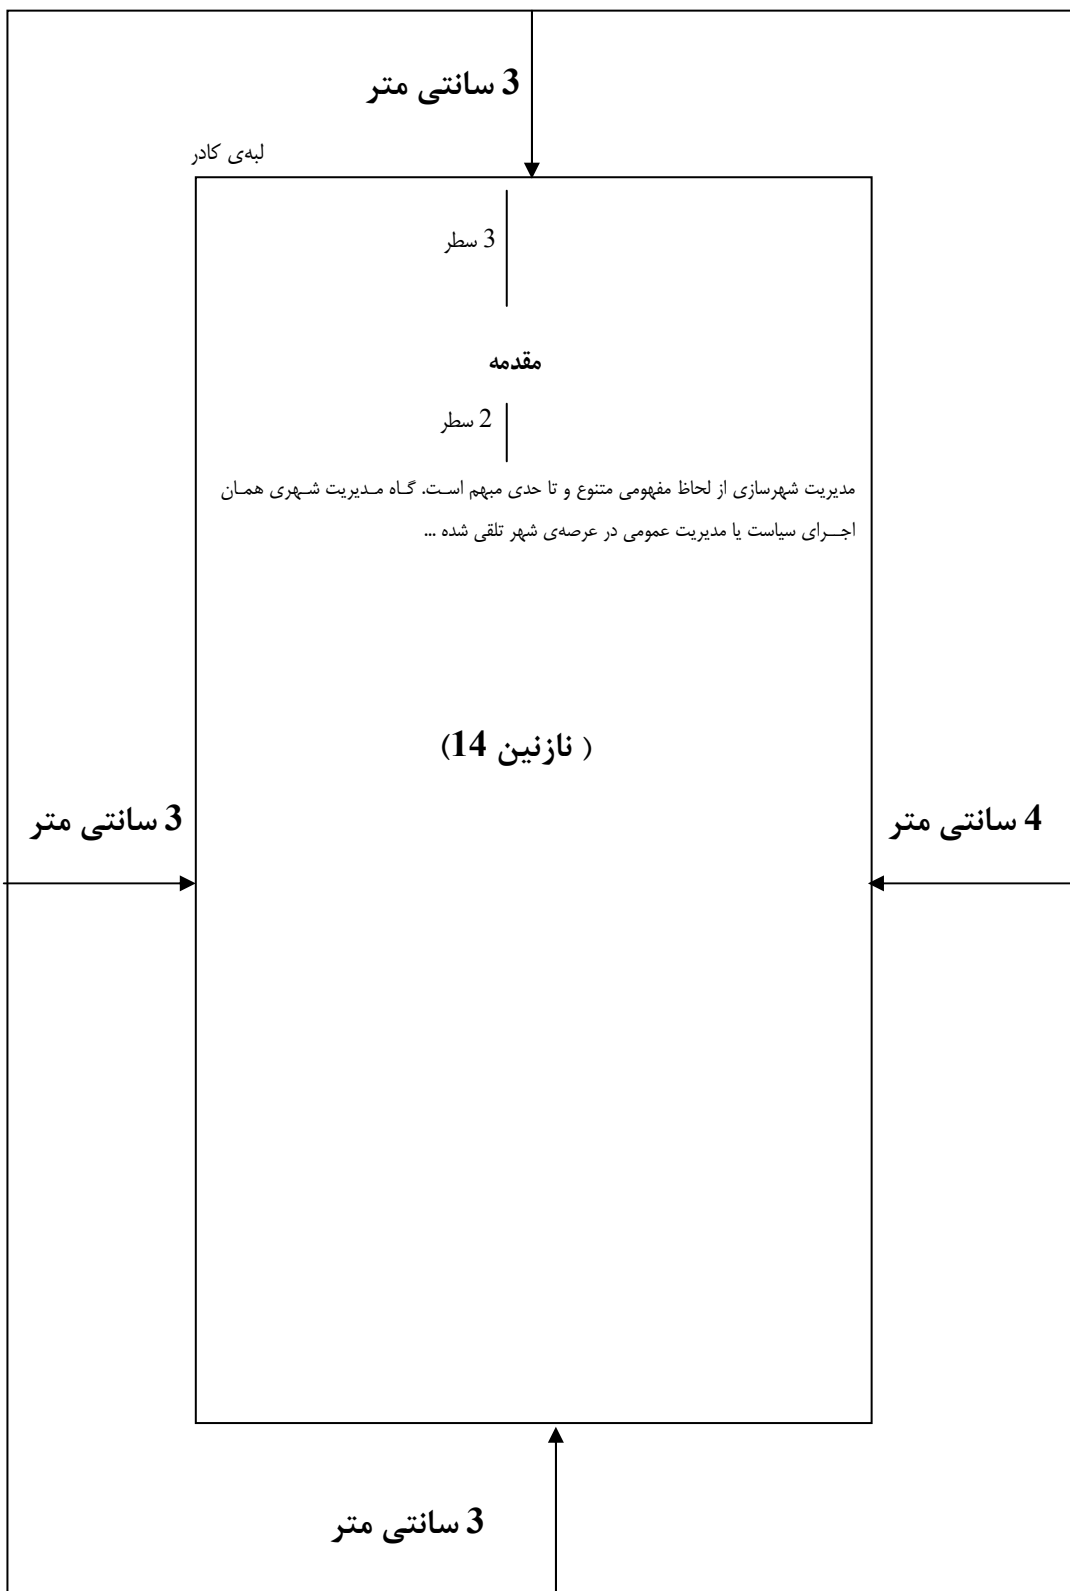 3 سانتی متر
لبه‌ی کادر
3 سطر
مقدمه
2 سطر
مدیریت شهرسازی از لحاظ مفهومی متنوع و تا حدی مبهم اسـت. گـاه مـدیریت شـهری همـان
اجــرای سیاست یا مدیریت عمومی در عرصه‌ی شهر تلقی شده ...
( نازنین 14)
4 سانتی متر
3 سانتی متر
3 سانتی متر